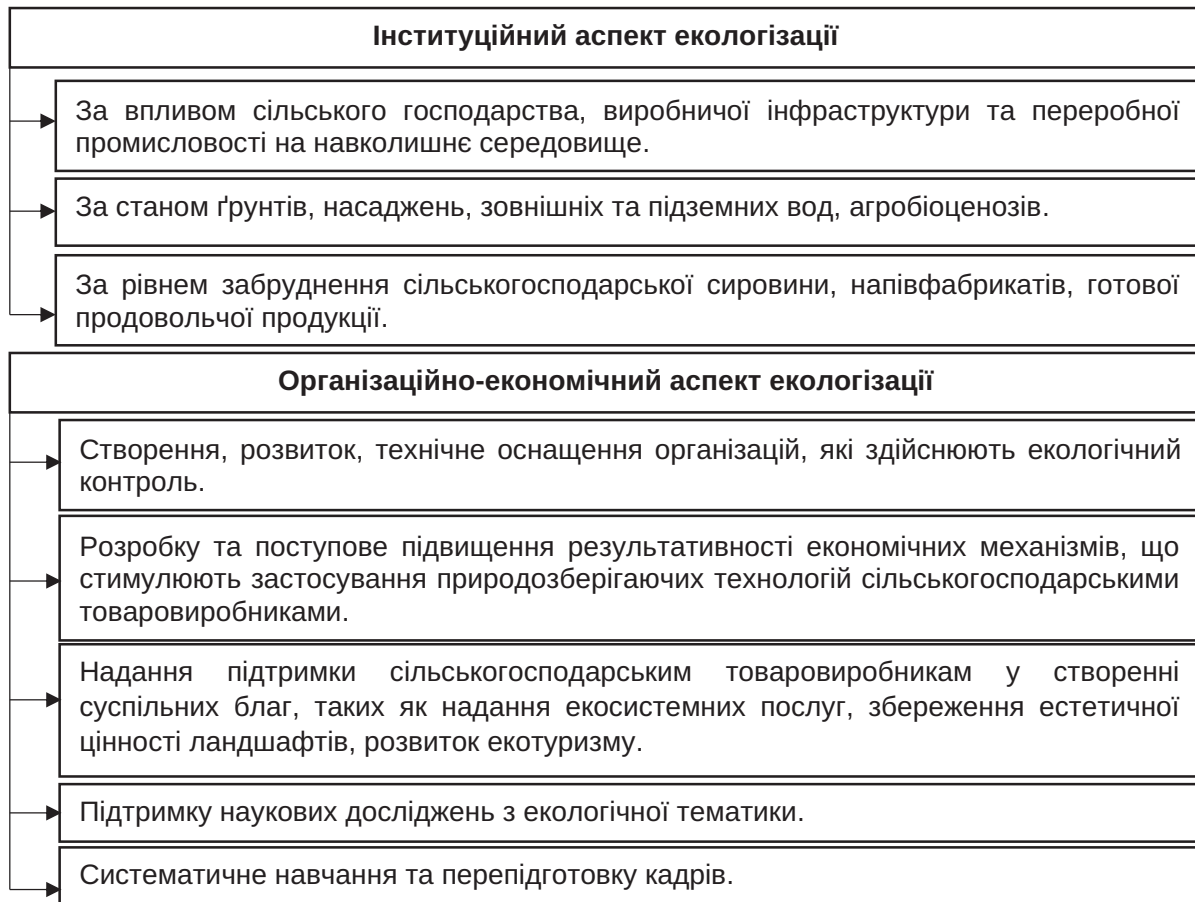 Інституційний аспект екологізації
За впливом сільського господарства, виробничої інфраструктури та переробної
промисловості на навколишнє середовище.
За станом ґрунтів, насаджень, зовнішніх та підземних вод, агробіоценозів.
За рівнем забруднення сільськогосподарської сировини, напівфабрикатів, готової
продовольчої продукції.
Організаційно-економічний аспект екологізації
Створення, розвиток, технічне оснащення організацій, які здійснюють екологічний
контроль.
Розробку та поступове підвищення результативності економічних механізмів, що
стимулюють застосування природозберігаючих технологій сільськогосподарськими
товаровиробниками.
Надання підтримки сільськогосподарським товаровиробникам у створенні
суспільних благ, таких як надання екосистемних послуг, збереження естетичної
цінності ландшафтів, розвиток екотуризму.
Підтримку наукових досліджень з екологічної тематики.
Систематичне навчання та перепідготовку кадрів.